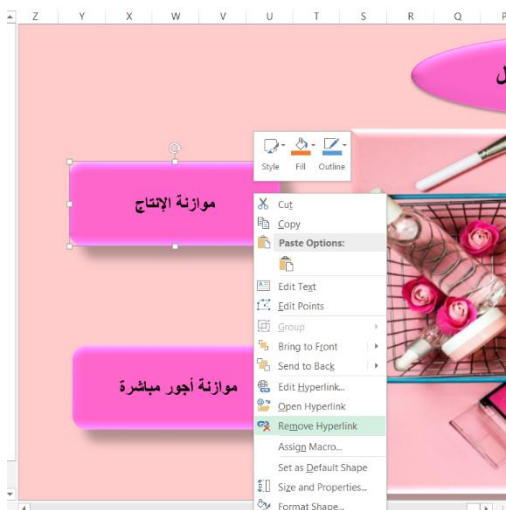 Z Y X W V U T S R Q
Style Fill Outline
موازنة الإنتاج
Cut
Copy
Paste Options:
Edit Text
Edit Points
Group
Bring to Front
Send to Back
Edit Hyperlink...
Open Hyperlink
Remove Hyperlink
Assign Macro...
Set as Default Shape
Size and Properties...
Format Shape...
موازنة أجور مباشرة